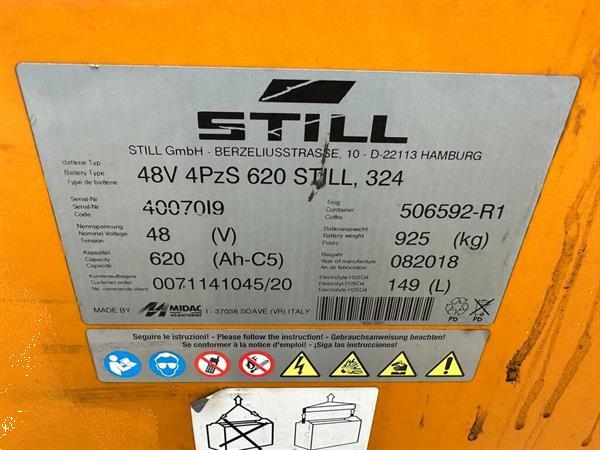 STILL
STILL GmbH - BERZELIUSSTRASSE, 10 - D-22113 HAMBURG
Batterie Typ
Battery Type
Type de batterie
48V 4PzS 620 STILL, 324
Serial-Nr
Serial-Nr
Code
4007019
Trog
Container
Coffre
506592-R1
Nennspannung
Nominal Voltage
Tension
48 (V)
Batteriegewicht
Battery weight
Poids
925 (kg)
Kapazität
Capacity
Capacity
620 (Ah-C5)
Baujahr
Year of manufacture
An de fabrication
082018
Kundenauftragsnr.
Customer order
No. commande client
0071141045/20
Electrolyte H2SO4
Elektrolyt H2SO4
Electrolyte H2SO4
149 (L)
MADE BY MIDAC I - 37038 SOAVE (VR) ITALY
Pb Pb
Seguire le istruzioni! - Please follow the instruction! - Gebrauchsanweisung beachten!
Se conformer à la notice d'emploi! - ¡Siga las instrucciones!